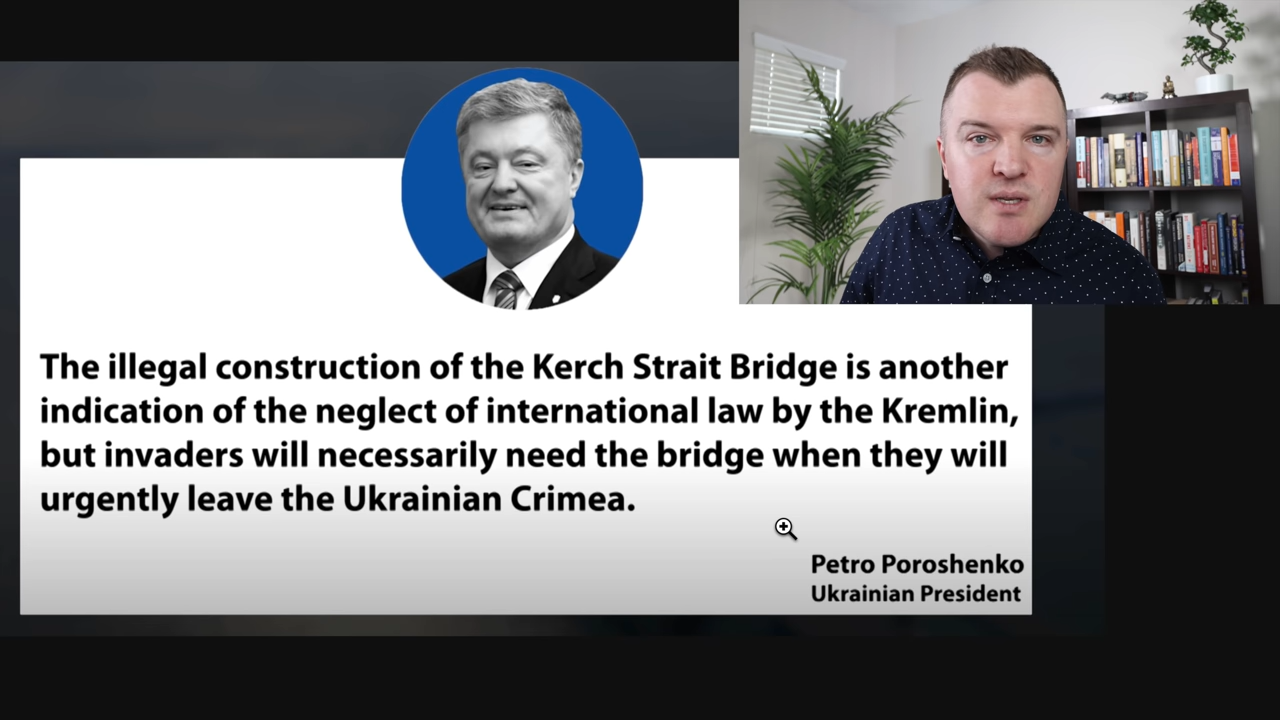 The illegal construction of the Kerch Strait Bridge is another
indication of the neglect of international law by the Kremlin,
but invaders will necessarily need the bridge when they will
urgently leave the Ukrainian Crimea.
Petro Poroshenko
Ukrainian President